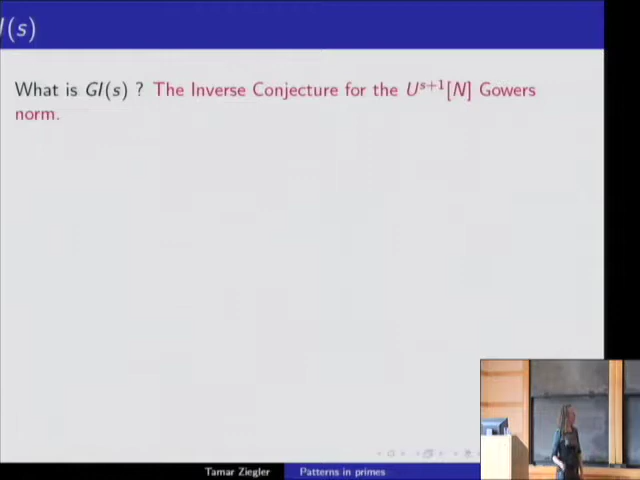 I(s)
What is GI(s) ? The Inverse Conjecture for the U^{s+1}[N] Gowers
norm.
Tamar Ziegler Patterns in primes